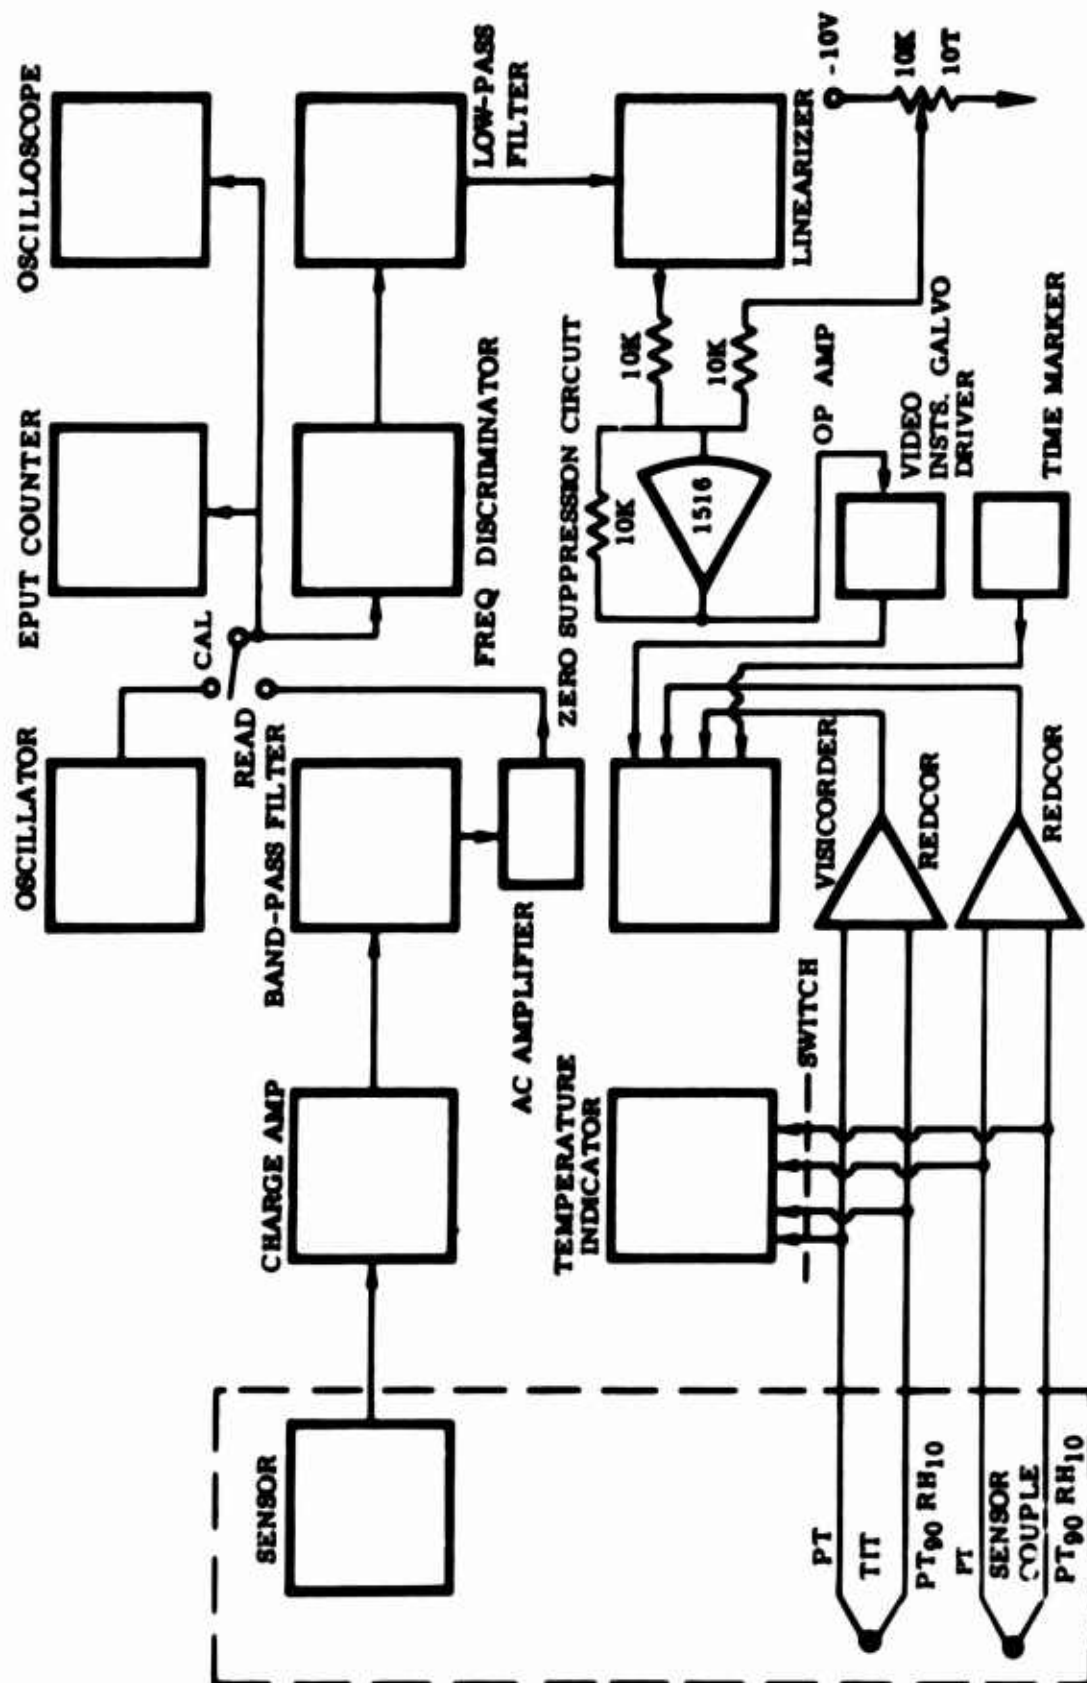 OSCILLATOR
EPUT COUNTER
OSCILLOSCOPE
CAL
READ
SENSOR
CHARGE AMP
BAND-PASS FILTER
FREQ DISCRIMINATOR
LOW-PASS
FILTER
AC AMPLIFIER
ZERO SUPPRESSION CIRCUIT
TEMPERATURE
INDICATOR
10K
10K
10K
1516
LINEARIZER
-10V
10K
10T
OP AMP
SWITCH
VISICORDER
VIDEO
INSTS. GALVO
DRIVER
REDCOR
TIME MARKER
REDCOR
PT
TIT
PT90 RH10
PT
SENSOR
COUPLE
PT90 RH10